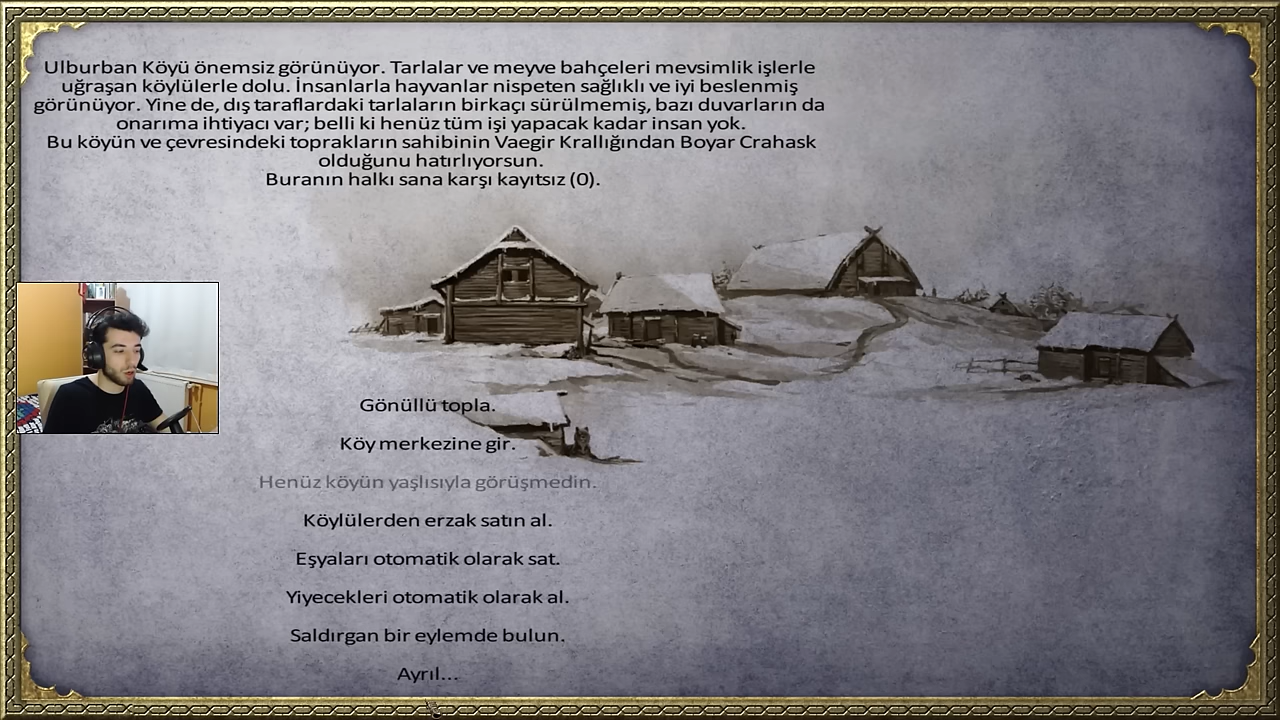 Ulburban Köyü önemsiz görünüyor. Tarlalar ve meyve bahçeleri mevsimlik işlerle
uğraşan köylülerle dolu. İnsanlarla hayvanlar nispeten sağlıklı ve iyi beslenmiş
görünüyor. Yine de, dış taraflardaki tarlaların birkaçı sürülmemiş, bazı duvarların da
onarıma ihtiyacı var; belli ki henüz tüm işi yapacak kadar insan yok.
Bu köyün ve çevresindeki toprakların sahibinin Vaegir Krallığından Boyar Crahask
olduğunu hatırlıyorsun.
Buranın halkı sana karşı kayıtsız (0).
Gönüllü topla.
Köy merkezine gir.
Henüz köyün yaşlısıyla görüşmedin.
Köylülerden erzak satın al.
Eşyaları otomatik olarak sat.
Yiyecekleri otomatik olarak al.
Saldırgan bir eylemde bulun.
Ayrıl...